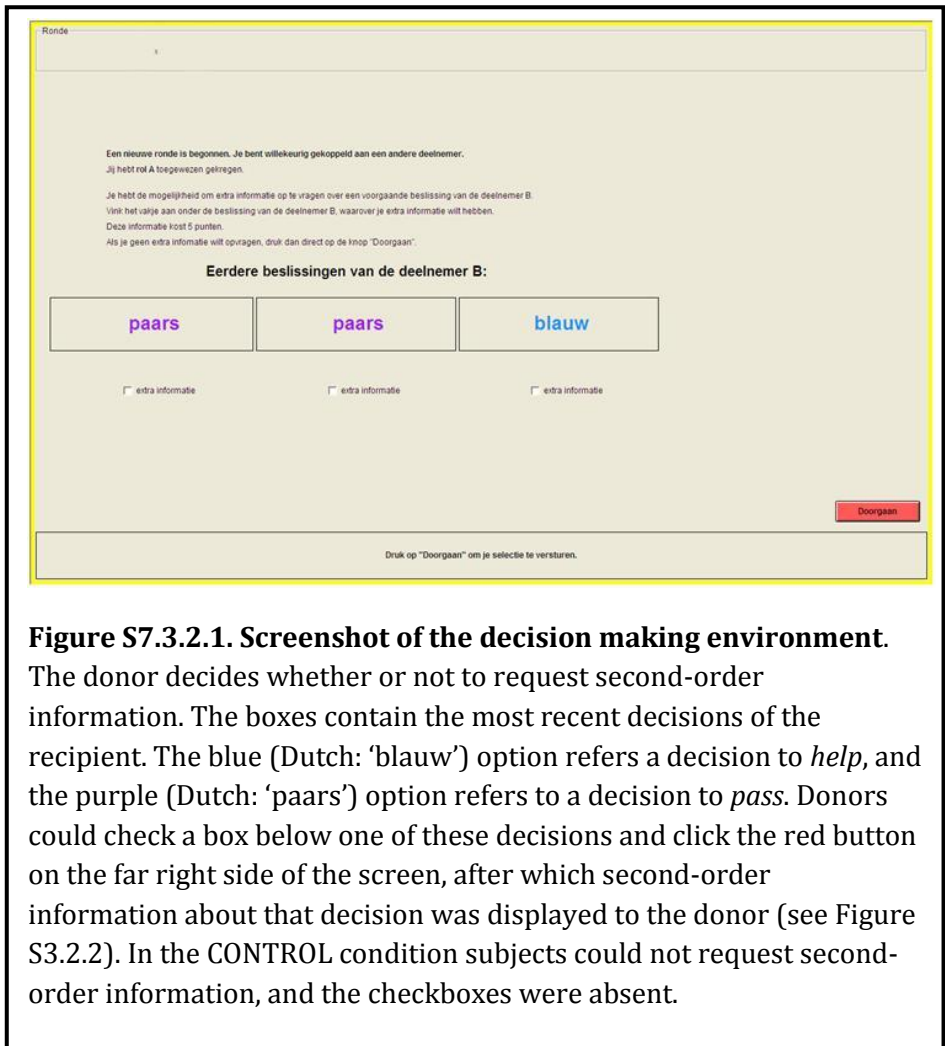 Ronde
x
Een nieuwe ronde is begonnen. Je bent willekeurig gekoppeld aan een andere deelnemer.
Jij hebt rol A toegewezen gekregen.
Je hebt de mogelijkheid om extra informatie op te vragen over een voorgaande beslissing van de deelnemer B.
Vink het vakje aan onder de beslissing van de deelnemer B, waarover je extra informatie wilt hebben.
Deze informatie kost 5 punten.
Als je geen extra infomatie wilt opvragen, druk dan direct op de knop "Doorgaan".
Eerdere beslissingen van de deelnemer B:
paars paars blauw
extra informatie extra informatie extra informatie
Doorgaan
Druk op "Doorgaan" om je selectie te versturen.
Figure S7.3.2.1. Screenshot of the decision making environment.
The donor decides whether or not to request second-order
information. The boxes contain the most recent decisions of the
recipient. The blue (Dutch: ‘blauw’) option refers a decision to help, and
the purple (Dutch: ‘paars’) option refers to a decision to pass. Donors
could check a box below one of these decisions and click the red button
on the far right side of the screen, after which second-order
information about that decision was displayed to the donor (see Figure
S3.2.2). In the CONTROL condition subjects could not request second-
order information, and the checkboxes were absent.